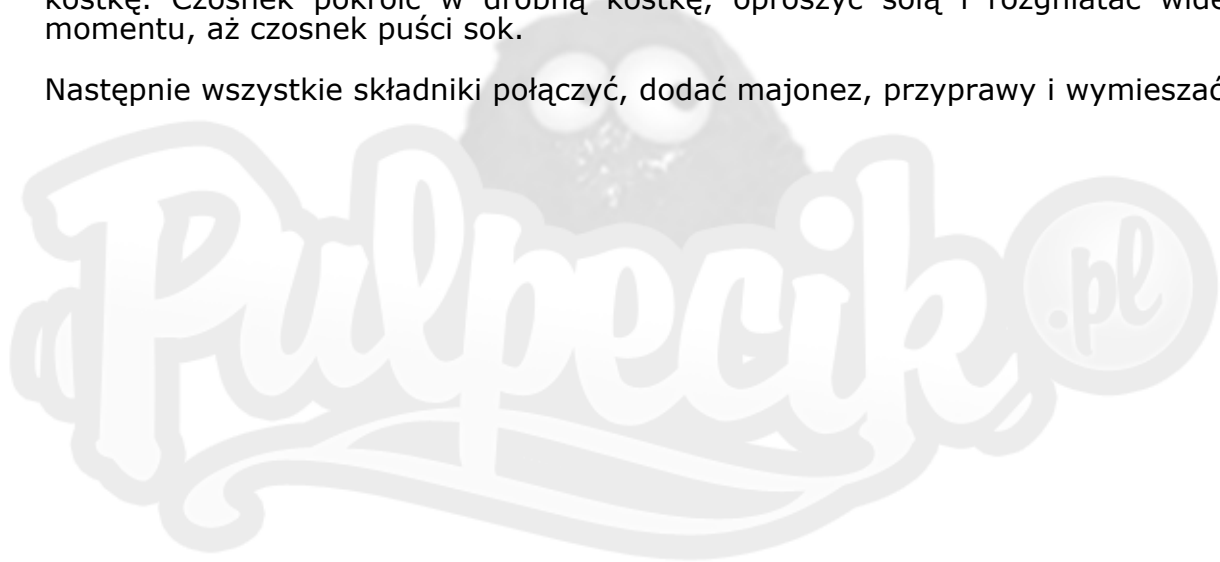 kostkę. Czosnek pokroić w drobną kostkę, oprószyć solą i rozgniatać
momentu, aż czosnek puści sok.
Następnie wszystkie składniki połączyć, dodać majonez, przyprawy i wymieszać
Pulpecik.pl